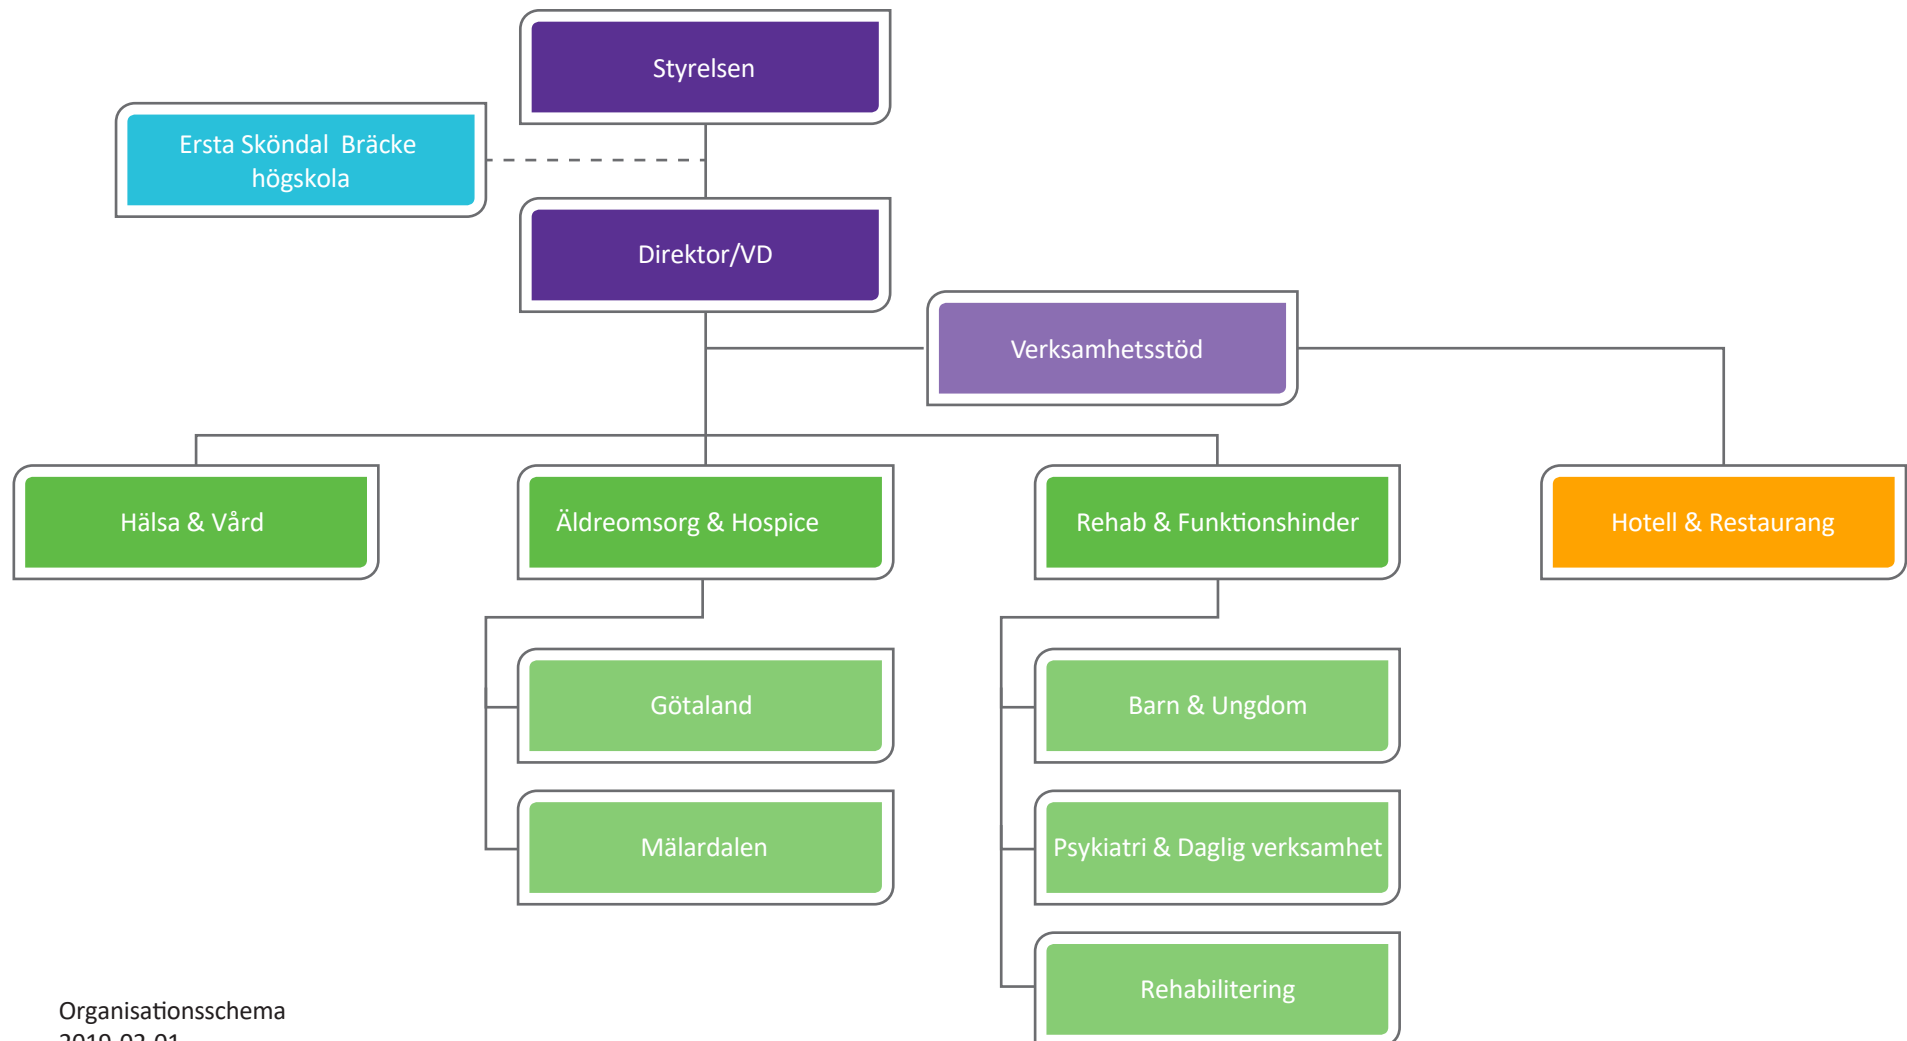 Styrelsen
Ersta Sköndal Bräcke
högskola
Direktor/VD
Verksamhetsstöd
Hälsa & Vård
Äldreomsorg & Hospice
Rehab & Funktionshinder
Hotell & Restaurang
Götaland
Barn & Ungdom
Mälardalen
Psykiatri & Daglig verksamhet
Rehabilitering
Organisationsschema